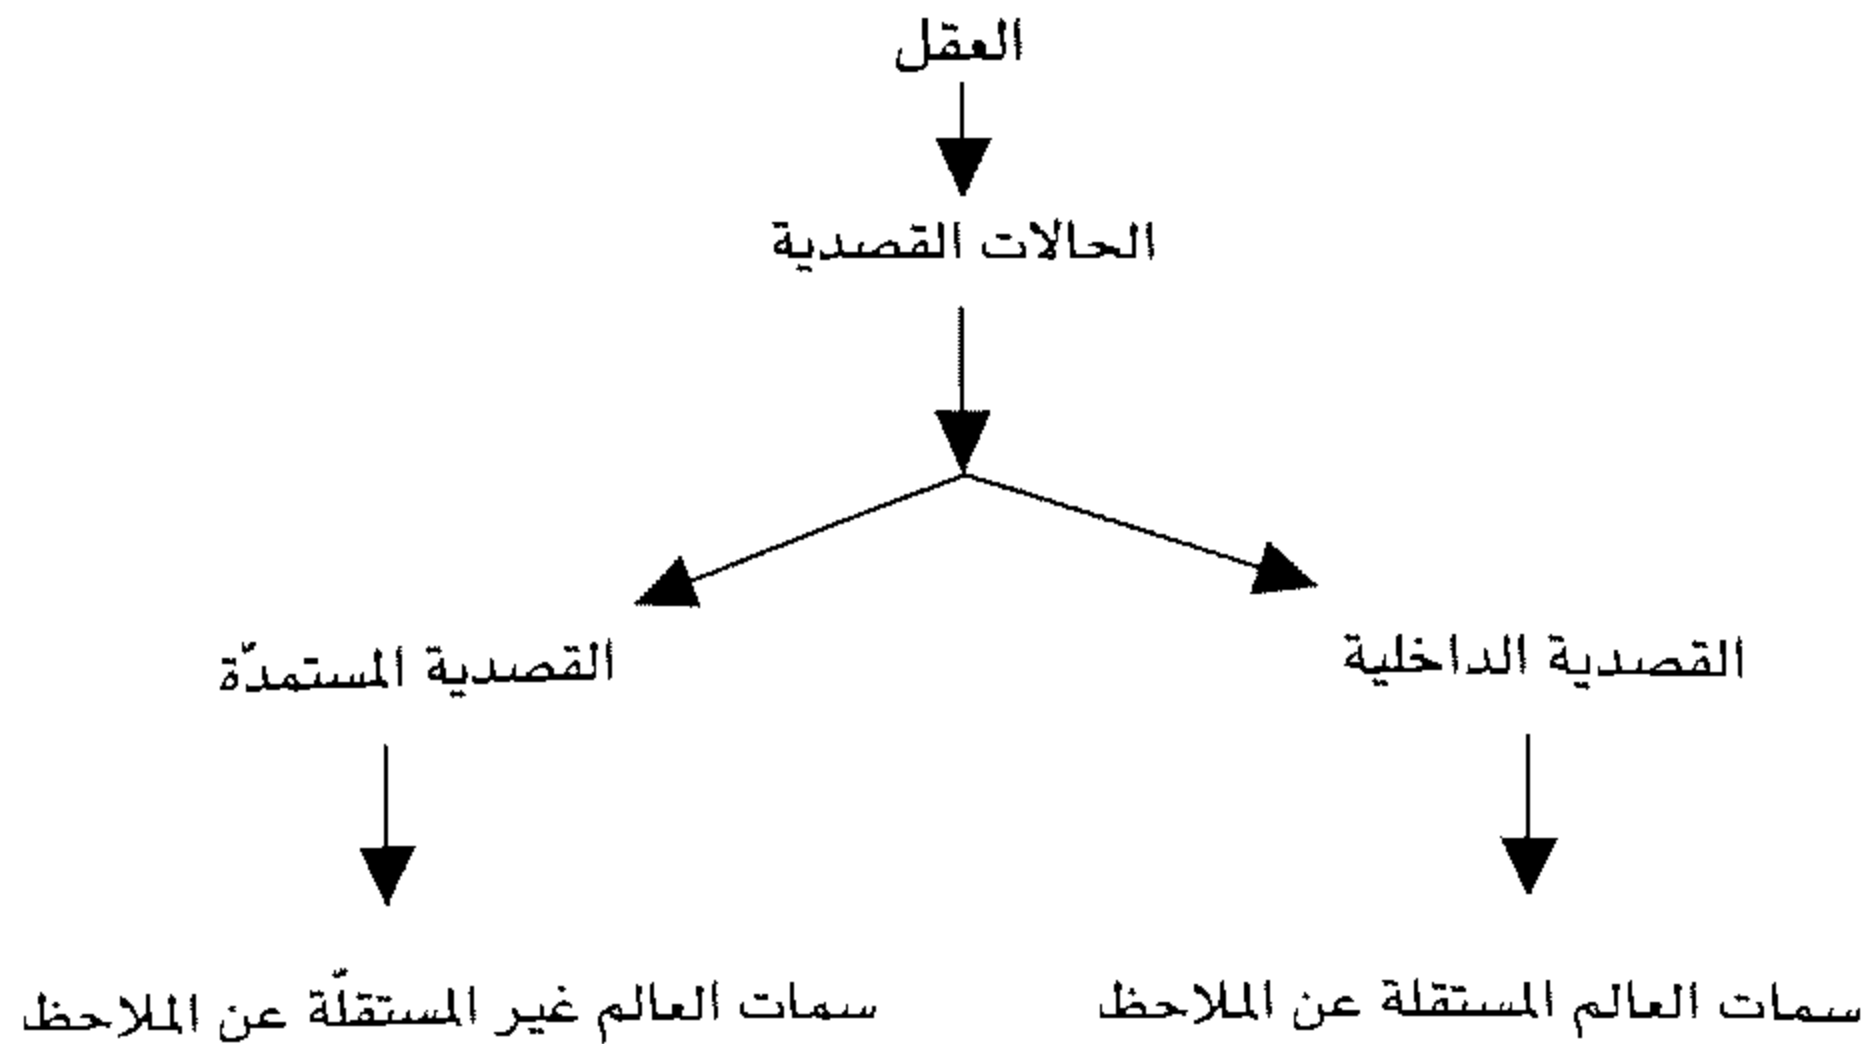 العقل
الحالات القصدية
القصدية الداخلية
القصدية المستمدّة
سمات العالم المستقلة عن الملاحظ
سمات العالم غير المستقلّة عن الملاحظ